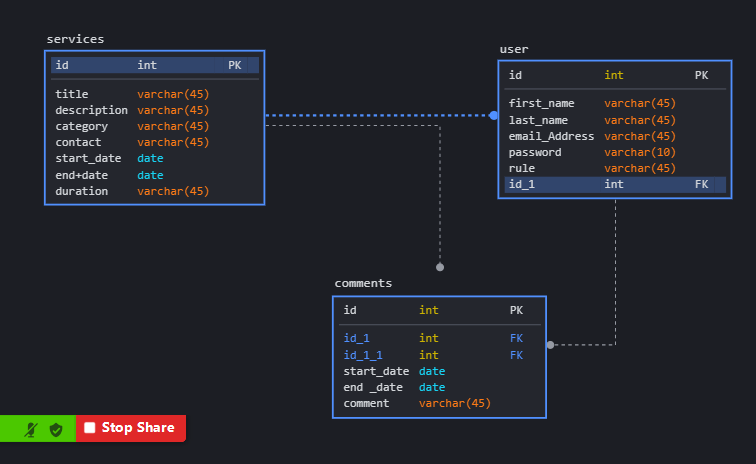 services
id int PK
title varchar(45)
description varchar(45)
category varchar(45)
contact varchar(45)
start_date date
end+date date
duration varchar(45)
user
id int PK
first_name varchar(45)
last_name varchar(45)
email_Address varchar(45)
password varchar(10)
rule varchar(45)
id_1 int FK
comments
id int PK
id_1 int FK
id_1_1 int FK
start_date date
end _date date
comment varchar(45)
Stop Share